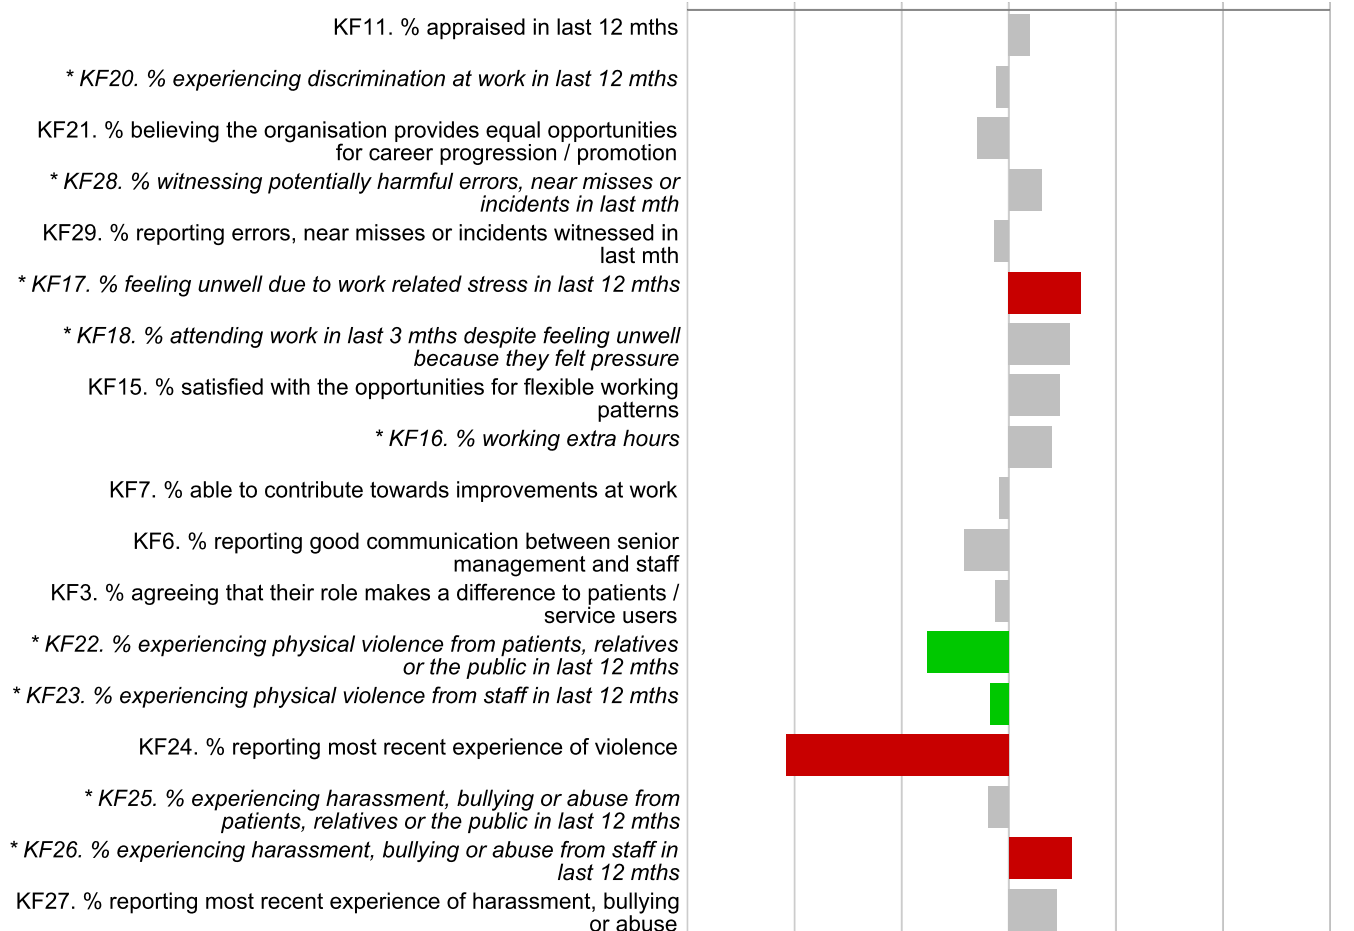 KF11. % appraised in last 12 mths
* KF20. % experiencing discrimination at work in last 12 mths
KF21. % believing the organisation provides equal opportunities
for career progression / promotion
* KF28. % witnessing potentially harmful errors, near misses or
incidents in last mth
KF29. % reporting errors, near misses or incidents witnessed in
last mth
* KF17. % feeling unwell due to work related stress in last 12 mths
* KF18. % attending work in last 3 mths despite feeling unwell
because they felt pressure
KF15. % satisfied with the opportunities for flexible working
patterns
* KF16. % working extra hours
KF7. % able to contribute towards improvements at work
KF6. % reporting good communication between senior
management and staff
KF3. % agreeing that their role makes a difference to patients /
service users
* KF22. % experiencing physical violence from patients, relatives
or the public in last 12 mths
* KF23. % experiencing physical violence from staff in last 12 mths
KF24. % reporting most recent experience of violence
* KF25. % experiencing harassment, bullying or abuse from
patients, relatives or the public in last 12 mths
* KF26. % experiencing harassment, bullying or abuse from staff in
last 12 mths
KF27. % reporting most recent experience of harassment, bullying
or abuse